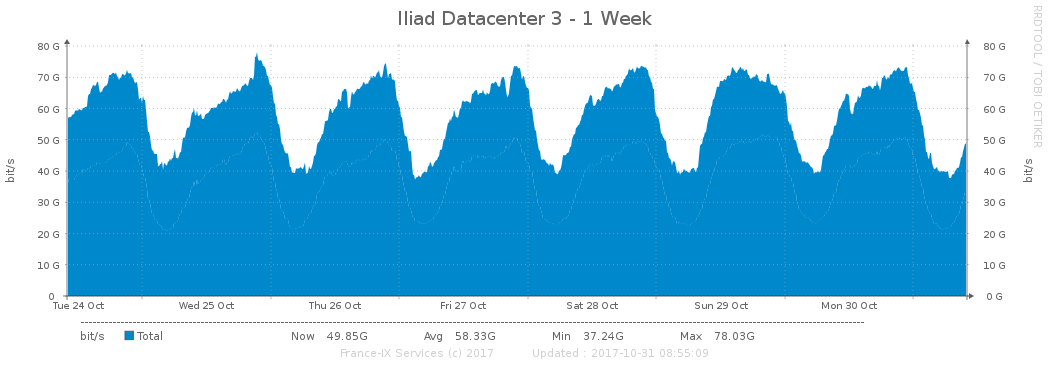 Iliad Datacenter 3 - 1 Week
RRDTOOL / TOBI OETIKER
80 G 80 G
70 G 70 G
60 G 60 G
50 G 50 G
40 G 40 G
30 G 30 G
20 G 20 G
10 G 10 G
0 0 G
bit/s bit/s
Tue 24 Oct Wed 25 Oct Thu 26 Oct Fri 27 Oct Sat 28 Oct Sun 29 Oct Mon 30 Oct
bit/s Total Now 49.85G Avg 58.33G Min 37.24G Max 78.03G
France-IX Services (c) 2017 Updated : 2017-10-31 08:55:09